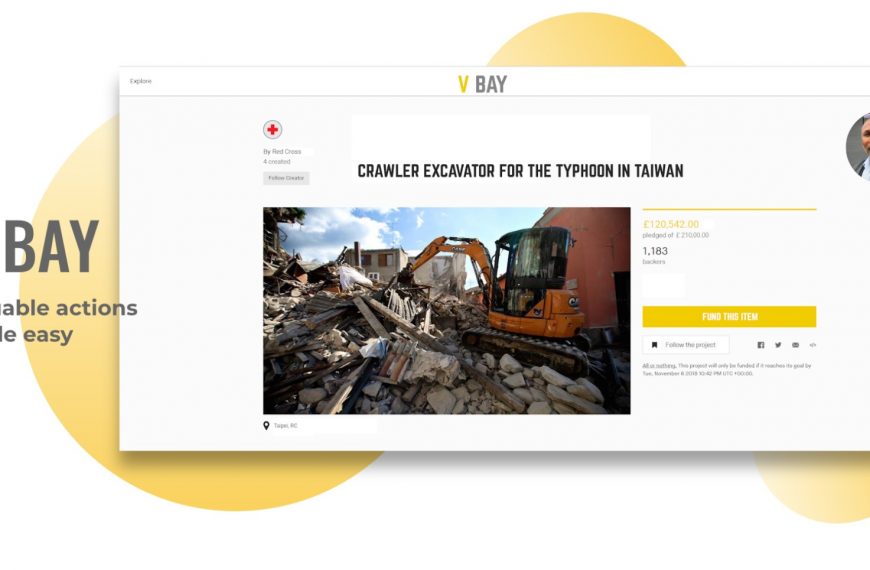 BAY
uable actions
le easy
Explore
V BAY
By Red Cross
4 created
Follow Creator
CRAWLER EXCAVATOR FOR THE TYPHOON IN TAIWAN
£120,542.00
pledged of £ 210,00.00
1,183
backers
FUND THIS ITEM
Follow the project
All or nothing. This project will only be funded if it reaches its goal by
Tue, November 6 2018 10:42 PM UTC +00:00.
Taipei, RC